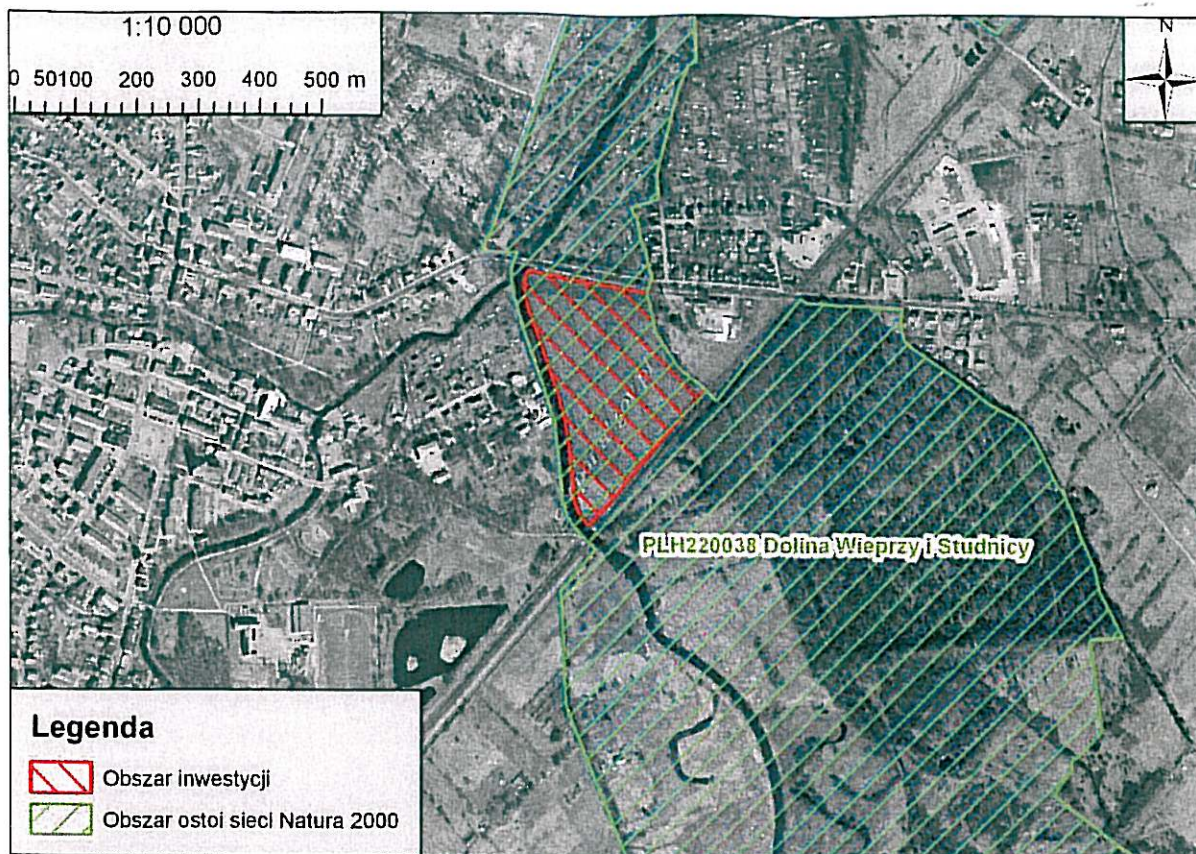 1:10 000
0 50100 200 300 400 500 m
N
PLH220038 Dolina Wieprzy i Studnicy
Legenda
Obszar inwestycji
Obszar ostoi sieci Natura 2000